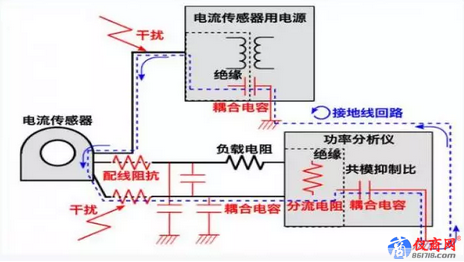 干扰
电流传感器用电源
绝缘
耦合电容
接地线回路
电流传感器
负载电阻
功率分析仪
绝缘
共模抑制比
配线阻抗
分流电阻
耦合电容
耦合电容
干扰
仪商网
861718.com